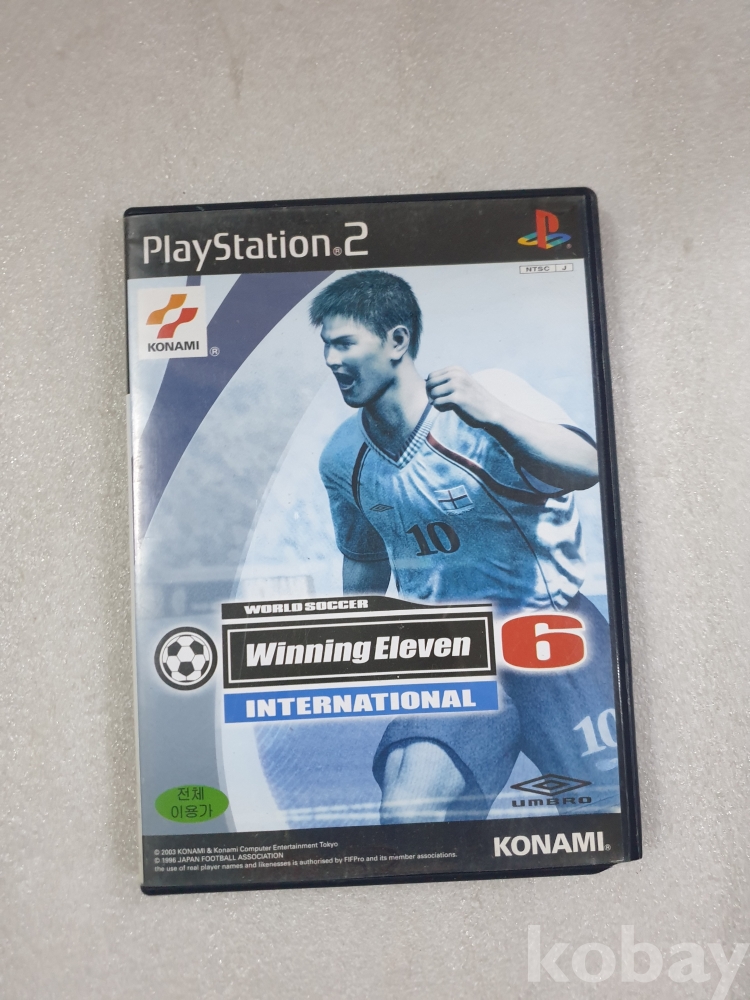 PlayStation®2
NTSC J
KONAMI
®
10
WORLD SOCCER
Winning Eleven 6
INTERNATIONAL
10
전체
이용가
UMBRO
© 2003 KONAMI & Konami Computer Entertainment Tokyo
© 1996 JAPAN FOOTBALL ASSOCIATION
the use of real player names and likenesses is authorised by FIFPro and its member associations.
KONAMI®
kobay